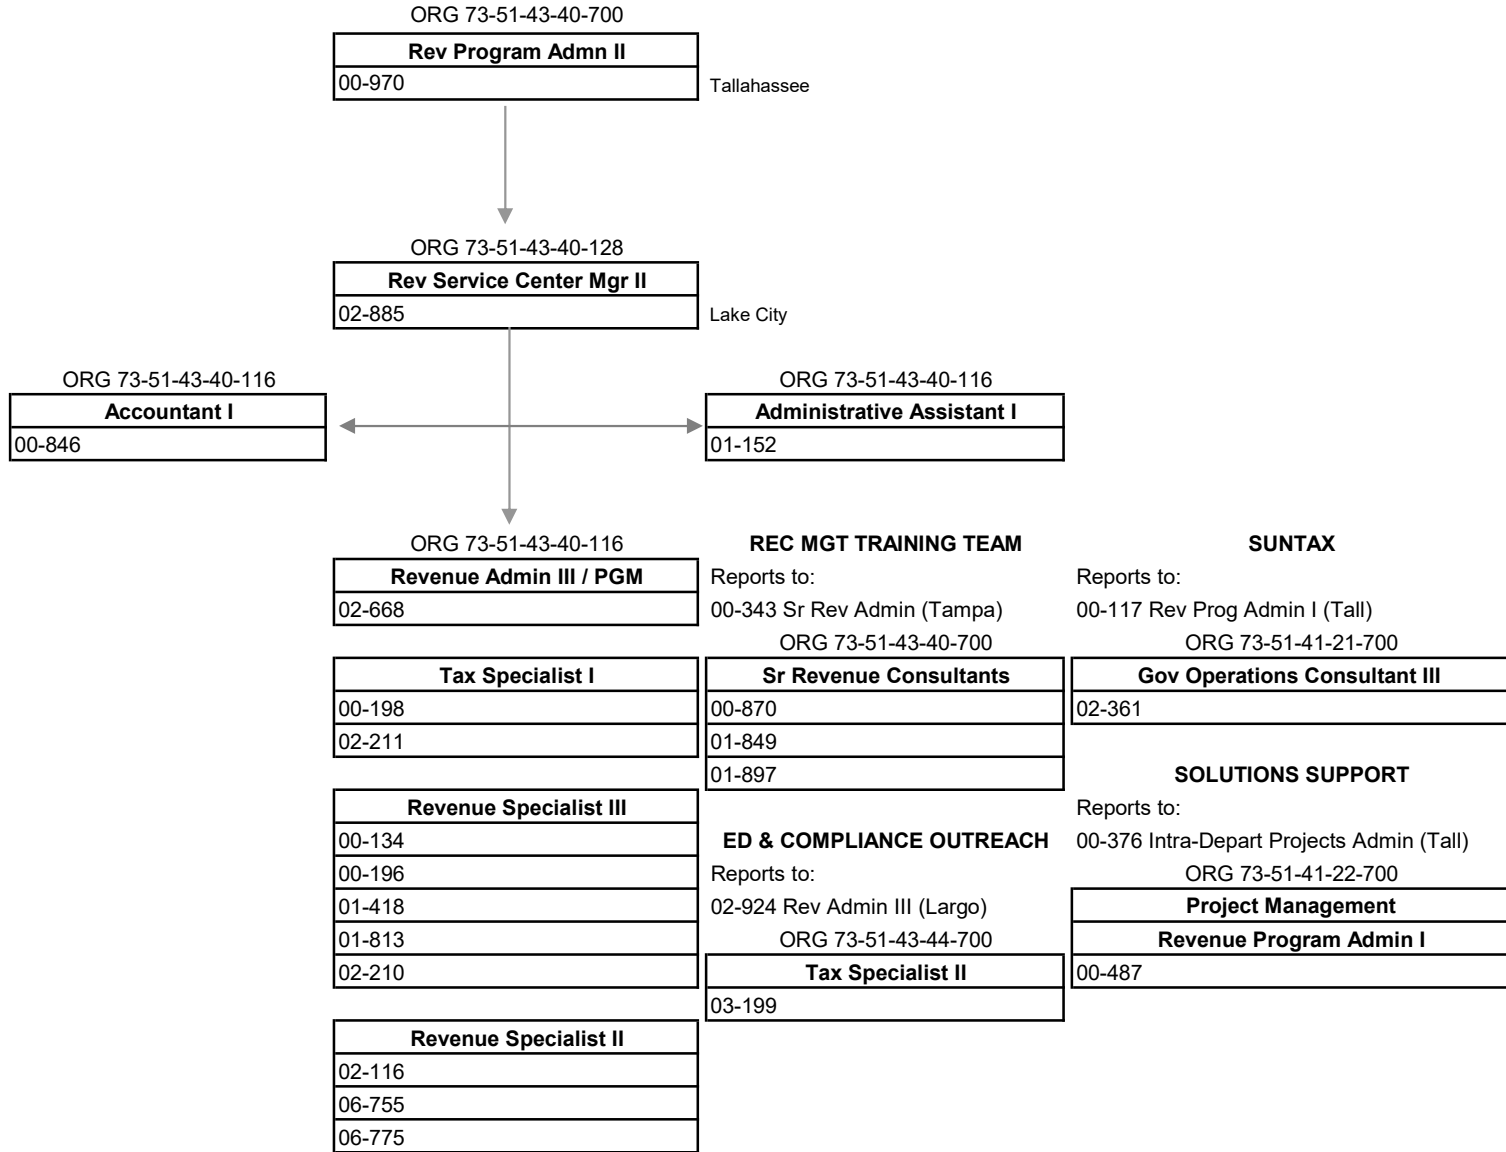 ORG 73-51-43-40-700
Rev Program Admn II
00-970
Tallahassee
ORG 73-51-43-40-128
Rev Service Center Mgr II
02-885
Lake City
ORG 73-51-43-40-116
Accountant I
00-846
ORG 73-51-43-40-116
Administrative Assistant I
01-152
ORG 73-51-43-40-116
Revenue Admin III / PGM
02-668
Tax Specialist I
00-198
02-211
Revenue Specialist III
00-134
00-196
01-418
01-813
02-210
Revenue Specialist II
02-116
06-755
06-775
REC MGT TRAINING TEAM
Reports to:
00-343 Sr Rev Admin (Tampa)
ORG 73-51-43-40-700
Sr Revenue Consultants
00-870
01-849
01-897
ED & COMPLIANCE OUTREACH
Reports to:
02-924 Rev Admin III (Largo)
ORG 73-51-43-44-700
Tax Specialist II
03-199
SUNTAX
Reports to:
00-117 Rev Prog Admin I (Tall)
ORG 73-51-41-21-700
Gov Operations Consultant III
02-361
SOLUTIONS SUPPORT
Reports to:
00-376 Intra-Depart Projects Admin (Tall)
ORG 73-51-41-22-700
Project Management
Revenue Program Admin I
00-487